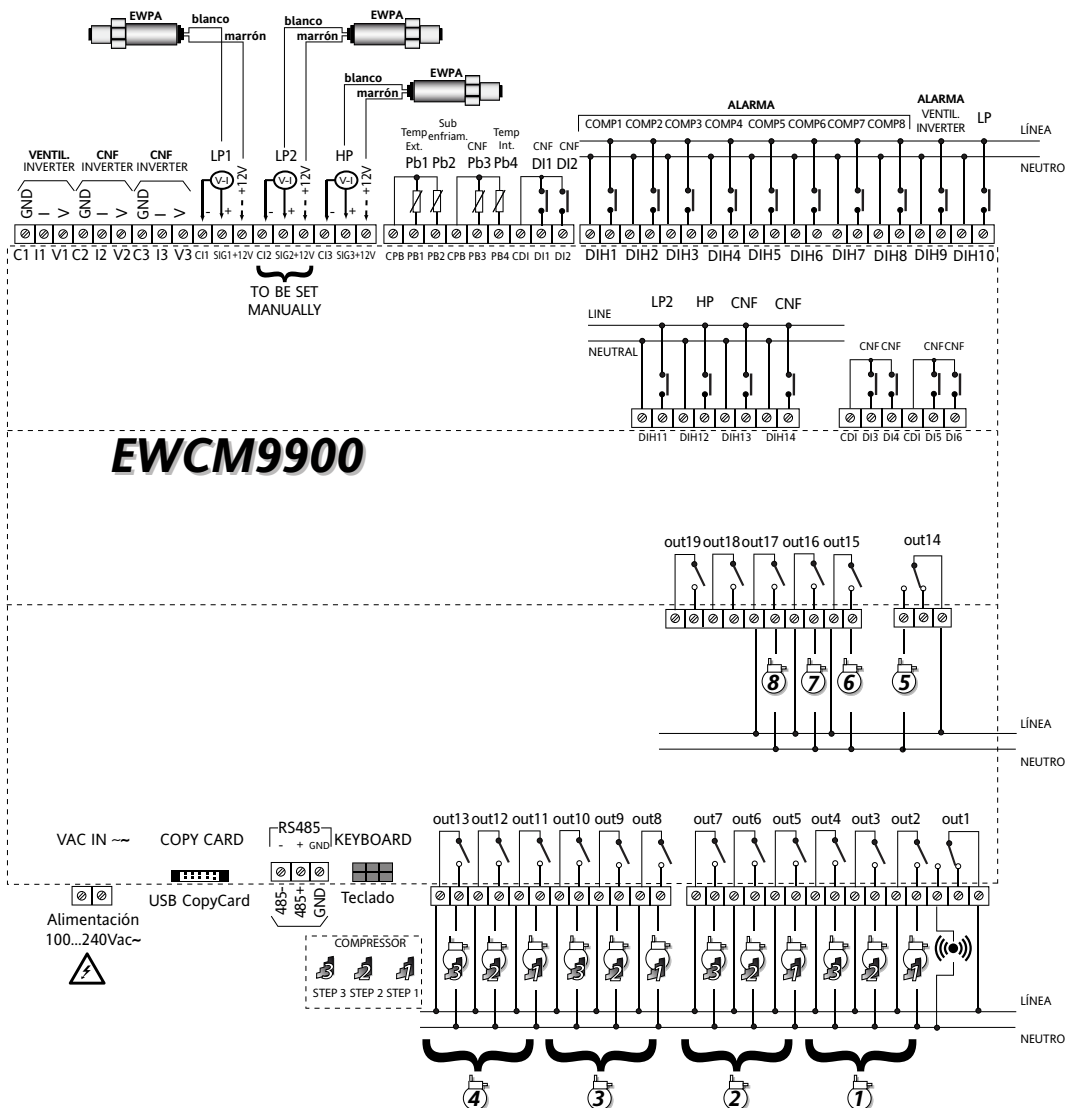 EWPA
blanco
marrón
EWPA
blanco
marrón
EWPA
blanco
marrón
VENTIL. INVERTER
CNF INVERTER
CNF INVERTER
LP1
LP2
HP
V-I
V-I
V-I
+12V
+12V
+12V
- +
- +
- +
GND I V GND I V GND I V
Temp Ext.
Sub enfriam.
CNF
Temp Int.
CNF CNF
Pb1 Pb2 Pb3 Pb4 DI1 DI2
ALARMA
COMP1 COMP2 COMP3 COMP4 COMP5 COMP6 COMP7 COMP8
ALARMA
VENTIL.
INVERTER
LP
LÍNEA
NEUTRO
C1 I1 V1 C2 I2 V2 C3 I3 V3 CI1 SIG1 +12V CI2 SIG2 +12V CI3 SIG3 +12V
CPB PB1 PB2 CPB PB3 PB4 CDI DI1 DI2
DIH1 DIH2 DIH3 DIH4 DIH5 DIH6 DIH7 DIH8 DIH9 DIH10
TO BE SET
MANUALLY
LP2 HP CNF CNF
LINE
NEUTRAL
CNF CNF CNF CNF
DIH11 DIH12 DIH13 DIH14
CDI DI3 DI4 CDI DI5 DI6
EWCM9900
out19 out18 out17 out16 out15 out14
8 7 6 5
LÍNEA
NEUTRO
VAC IN ~~
COPY CARD
RS485
- + GND
KEYBOARD
out13 out12 out11 out10 out9 out8 out7 out6 out5 out4 out3 out2 out1
Alimentación
100...240Vac~
USB CopyCard
485- 485+ GND
Teclado
COMPRESSOR
3 2 1
STEP 3 STEP 2 STEP 1
3 2 1 3 2 1 3 2 1 3 2 1
LÍNEA
NEUTRO
4 3 2 1